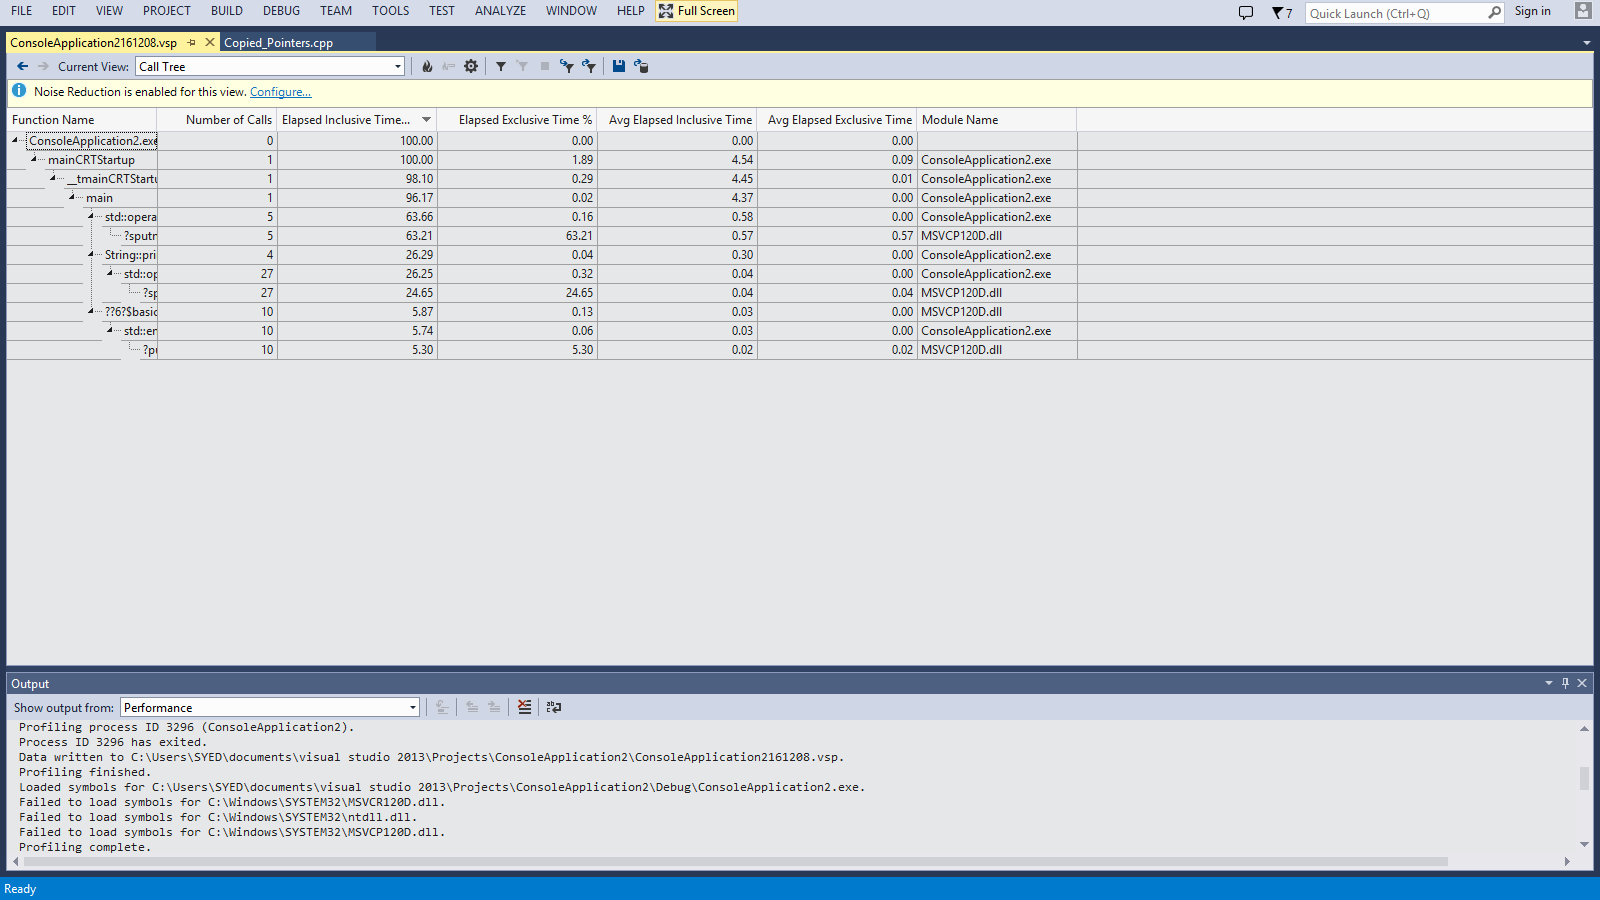 FILE EDIT VIEW PROJECT BUILD DEBUG TEAM TOOLS TEST ANALYZE WINDOW HELP Full Screen 7 Quick Launch (Ctrl+Q) Sign in
ConsoleApplication2161208.vsp Copied_Pointers.cpp
Current View: Call Tree
Noise Reduction is enabled for this view. Configure...
Function Name Number of Calls Elapsed Inclusive Time... Elapsed Exclusive Time % Avg Elapsed Inclusive Time Avg Elapsed Exclusive Time Module Name
ConsoleApplication2.exe 0 100.00 0.00 0.00 0.00
mainCRTStartup 1 100.00 1.89 4.54 0.09 ConsoleApplication2.exe
__tmainCRTStartu 1 98.10 0.29 4.45 0.01 ConsoleApplication2.exe
main 1 96.17 0.02 4.37 0.00 ConsoleApplication2.exe
std::opera 5 63.66 0.16 0.58 0.00 ConsoleApplication2.exe
?sputn 5 63.21 63.21 0.57 0.57 MSVCP120D.dll
String::pri 4 26.29 0.04 0.30 0.00 ConsoleApplication2.exe
std::op 27 26.25 0.32 0.04 0.00 ConsoleApplication2.exe
?sp 27 24.65 24.65 0.04 0.04 MSVCP120D.dll
??6?$basic 10 5.87 0.13 0.03 0.00 MSVCP120D.dll
std::en 10 5.74 0.06 0.03 0.00 ConsoleApplication2.exe
?pu 10 5.30 5.30 0.02 0.02 MSVCP120D.dll
Output
Show output from: Performance
Profiling process ID 3296 (ConsoleApplication2).
Process ID 3296 has exited.
Data written to C:\Users\SYED\documents\visual studio 2013\Projects\ConsoleApplication2\ConsoleApplication2161208.vsp.
Profiling finished.
Loaded symbols for C:\Users\SYED\documents\visual studio 2013\Projects\ConsoleApplication2\Debug\ConsoleApplication2.exe.
Failed to load symbols for C:\Windows\SYSTEM32\MSVCR120D.dll.
Failed to load symbols for C:\Windows\SYSTEM32\ntdll.dll.
Failed to load symbols for C:\Windows\SYSTEM32\MSVCP120D.dll.
Profiling complete.
Ready